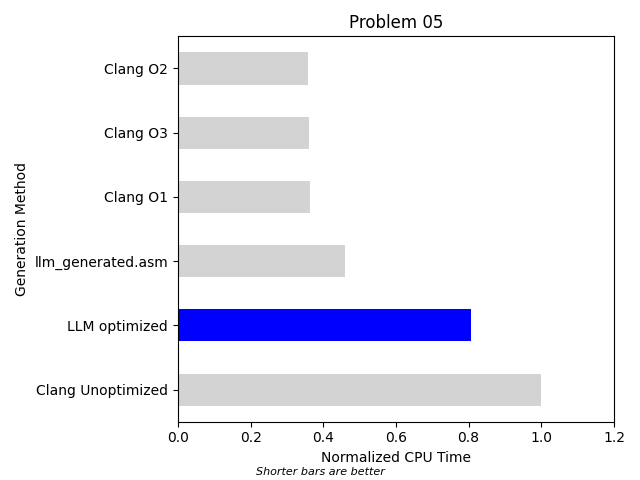 Problem 05
Generation Method
Clang O2
Clang O3
Clang O1
llm_generated.asm
LLM optimized
Clang Unoptimized
0.0 0.2 0.4 0.6 0.8 1.0 1.2
Normalized CPU Time
Shorter bars are better